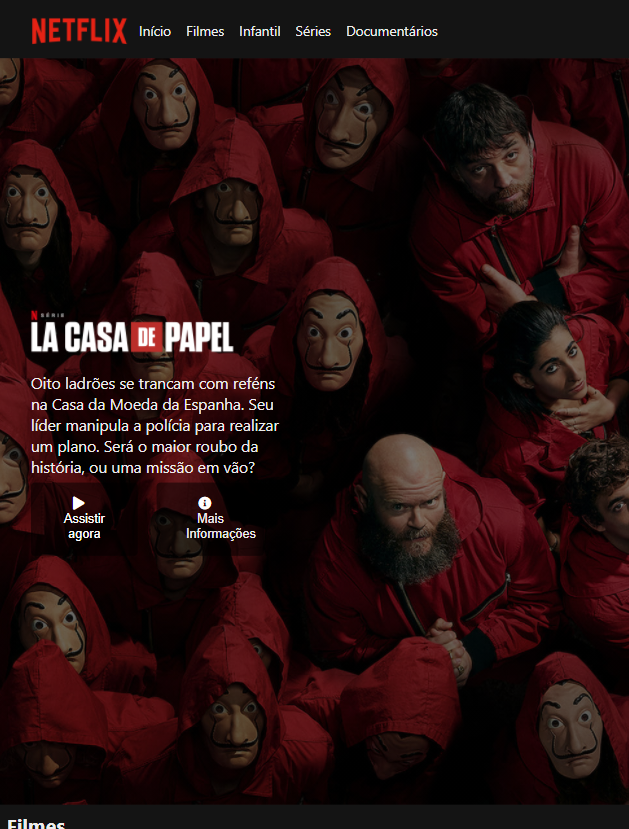 NETFLIX Início Filmes Infantil Séries Documentários
N SÉRIE
LA CASA DE PAPEL
Oito ladrões se trancam com reféns
na Casa da Moeda da Espanha. Seu
líder manipula a polícia para realizar
um plano. Será o maior roubo da
história, ou uma missão em vão?
Assistir
agora
Mais
Informações
Filmes